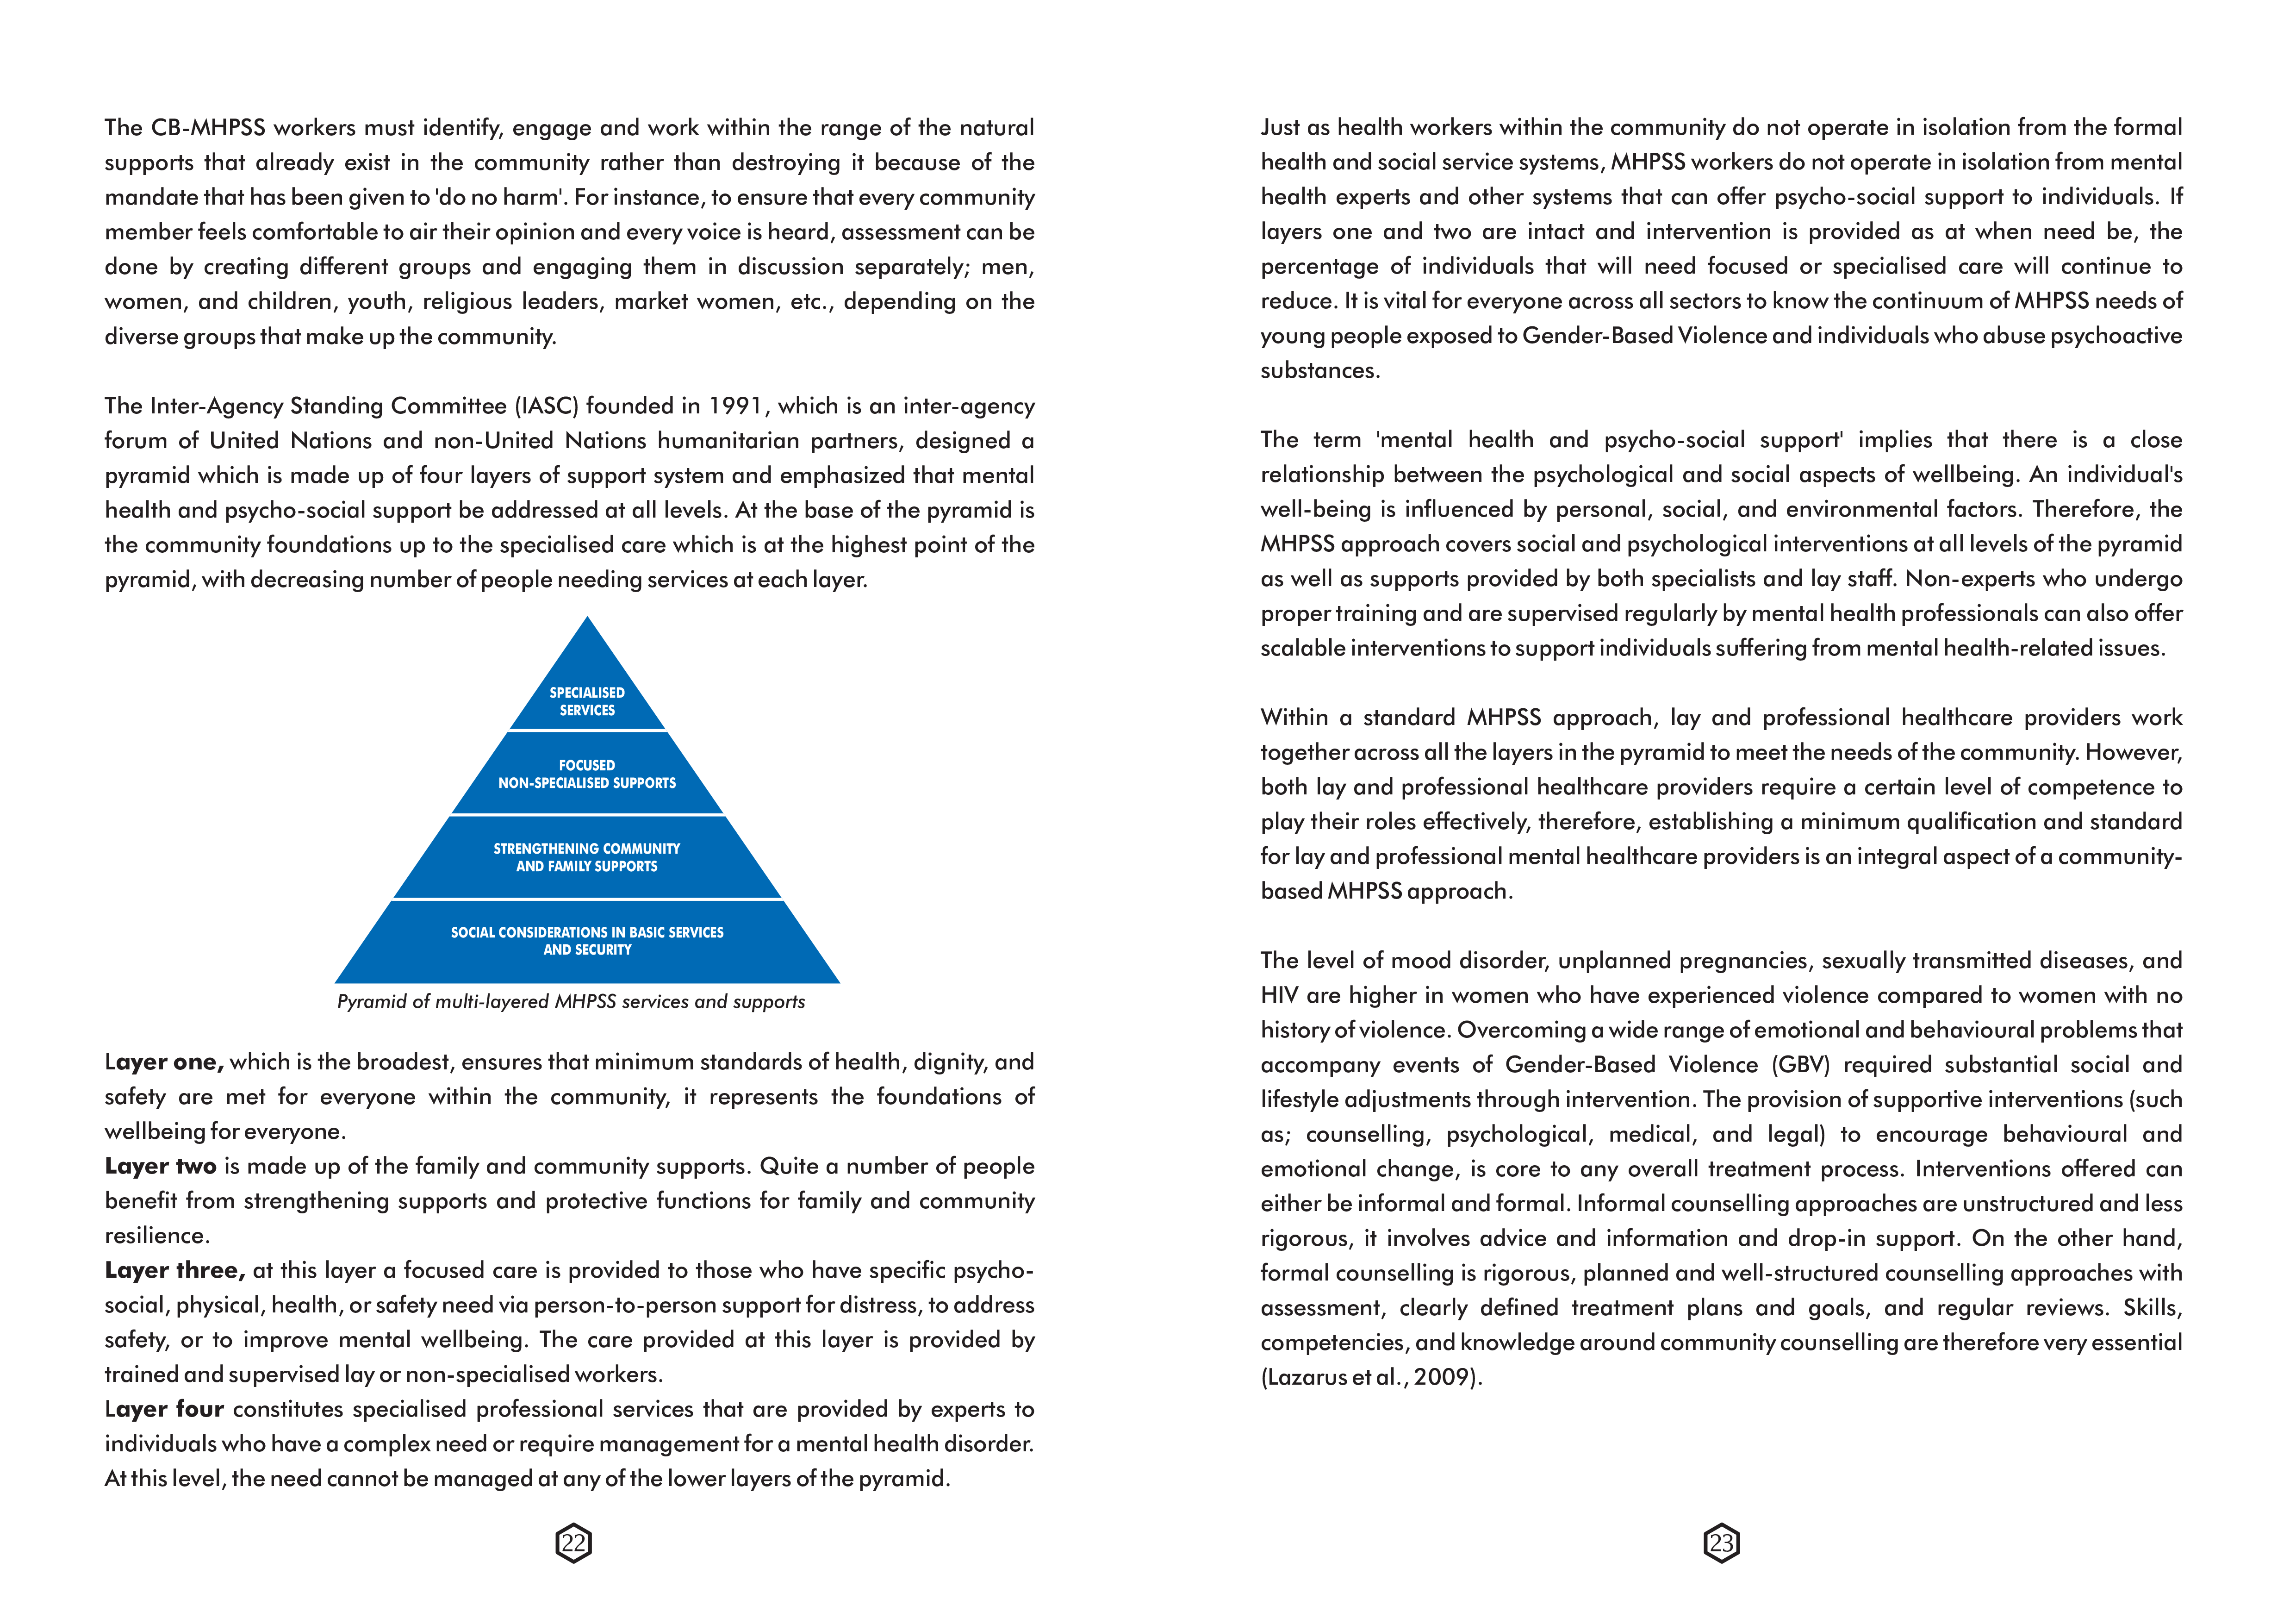 The CB-MHPSS workers must identify, engage and work within the range of the natural
supports that already exist in the community rather than destroying it because of the
mandate that has been given to 'do no harm'. For instance, to ensure that every community
member feels comfortable to air their opinion and every voice is heard, assessment can be
done by creating different groups and engaging them in discussion separately; men,
women, and children, youth, religious leaders, market women, etc., depending on the
diverse groups that make up the community.
The Inter-Agency Standing Committee (IASC) founded in 1991, which is an inter-agency
forum of United Nations and non-United Nations humanitarian partners, designed a
pyramid which is made up of four layers of support system and emphasized that mental
health and psycho-social support be addressed at all levels. At the base of the pyramid is
the community foundations up to the specialised care which is at the highest point of the
pyramid, with decreasing number of people needing services at each layer.
SPECIALISED
SERVICES
FOCUSED
NON-SPECIALISED SUPPORTS
STRENGTHENING COMMUNITY
AND FAMILY SUPPORTS
SOCIAL CONSIDERATIONS IN BASIC SERVICES
AND SECURITY
Pyramid of multi-layered MHPSS services and supports
Layer one, which is the broadest, ensures that minimum standards of health, dignity, and
safety are met for everyone within the community, it represents the foundations of
wellbeing for everyone.
Layer two is made up of the family and community supports. Quite a number of people
benefit from strengthening supports and protective functions for family and community
resilience.
Layer three, at this layer a focused care is provided to those who have specific psycho-
social, physical, health, or safety need via person-to-person support for distress, to address
safety, or to improve mental wellbeing. The care provided at this layer is provided by
trained and supervised lay or non-specialised workers.
Layer four constitutes specialised professional services that are provided by experts to
individuals who have a complex need or require management for a mental health disorder.
At this level, the need cannot be managed at any of the lower layers of the pyramid.
22
Just as health workers within the community do not operate in isolation from the formal
health and social service systems, MHPSS workers do not operate in isolation from mental
health experts and other systems that can offer psycho-social support to individuals. If
layers one and two are intact and intervention is provided as at when need be, the
percentage of individuals that will need focused or specialised care will continue to
reduce. It is vital for everyone across all sectors to know the continuum of MHPSS needs of
young people exposed to Gender-Based Violence and individuals who abuse psychoactive
substances.
The term 'mental health and psycho-social support' implies that there is a close
relationship between the psychological and social aspects of wellbeing. An individual's
well-being is influenced by personal, social, and environmental factors. Therefore, the
MHPSS approach covers social and psychological interventions at all levels of the pyramid
as well as supports provided by both specialists and lay staff. Non-experts who undergo
proper training and are supervised regularly by mental health professionals can also offer
scalable interventions to support individuals suffering from mental health-related issues.
Within a standard MHPSS approach, lay and professional healthcare providers work
together across all the layers in the pyramid to meet the needs of the community. However,
both lay and professional healthcare providers require a certain level of competence to
play their roles effectively, therefore, establishing a minimum qualification and standard
for lay and professional mental healthcare providers is an integral aspect of a community-
based MHPSS approach.
The level of mood disorder, unplanned pregnancies, sexually transmitted diseases, and
HIV are higher in women who have experienced violence compared to women with no
history of violence. Overcoming a wide range of emotional and behavioural problems that
accompany events of Gender-Based Violence (GBV) required substantial social and
lifestyle adjustments through intervention. The provision of supportive interventions (such
as; counselling, psychological, medical, and legal) to encourage behavioural and
emotional change, is core to any overall treatment process. Interventions offered can
either be informal and formal. Informal counselling approaches are unstructured and less
rigorous, it involves advice and information and drop-in support. On the other hand,
formal counselling is rigorous, planned and well-structured counselling approaches with
assessment, clearly defined treatment plans and goals, and regular reviews. Skills,
competencies, and knowledge around community counselling are therefore very essential
(Lazarus et al., 2009).
23